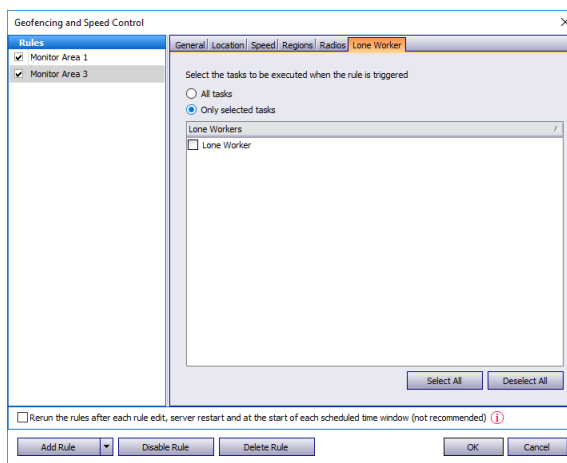 Geofencing and Speed Control
Rules
Monitor Area 1
Monitor Area 3
General Location Speed Regions Radios Lone Worker
Select the tasks to be executed when the rule is triggered
All tasks
Only selected tasks
Lone Workers
Lone Worker
Select All Deselect All
Rerun the rules after each rule edit, server restart and at the start of each scheduled time window (not recommended) i
Add Rule Disable Rule Delete Rule OK Cancel